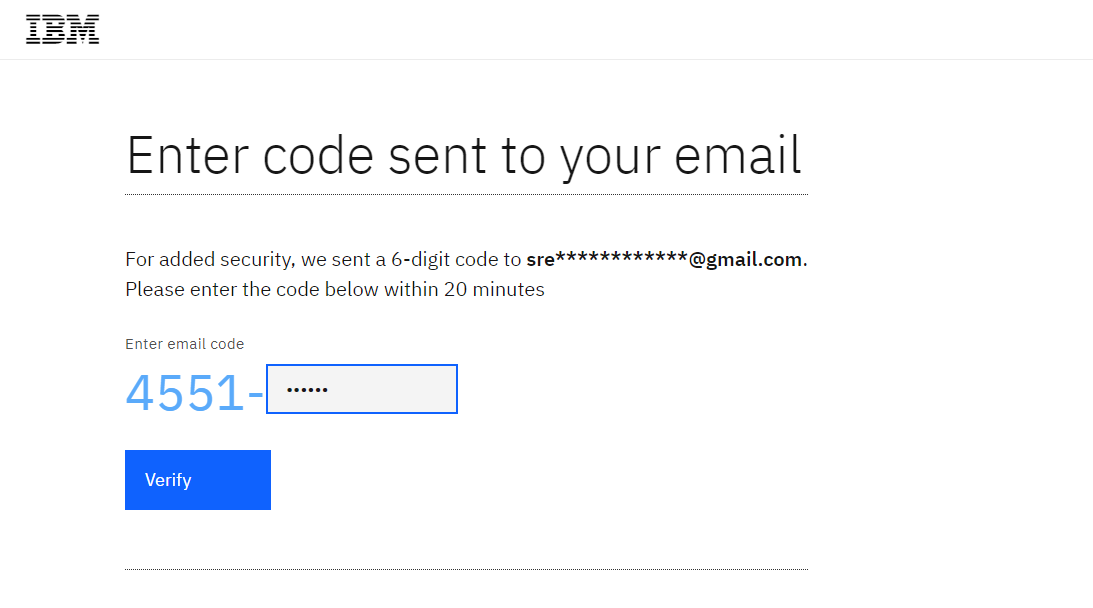 IBM
Enter code sent to your email
For added security, we sent a 6-digit code to sre************@gmail.com.
Please enter the code below within 20 minutes
Enter email code
4551- ••••••
Verify